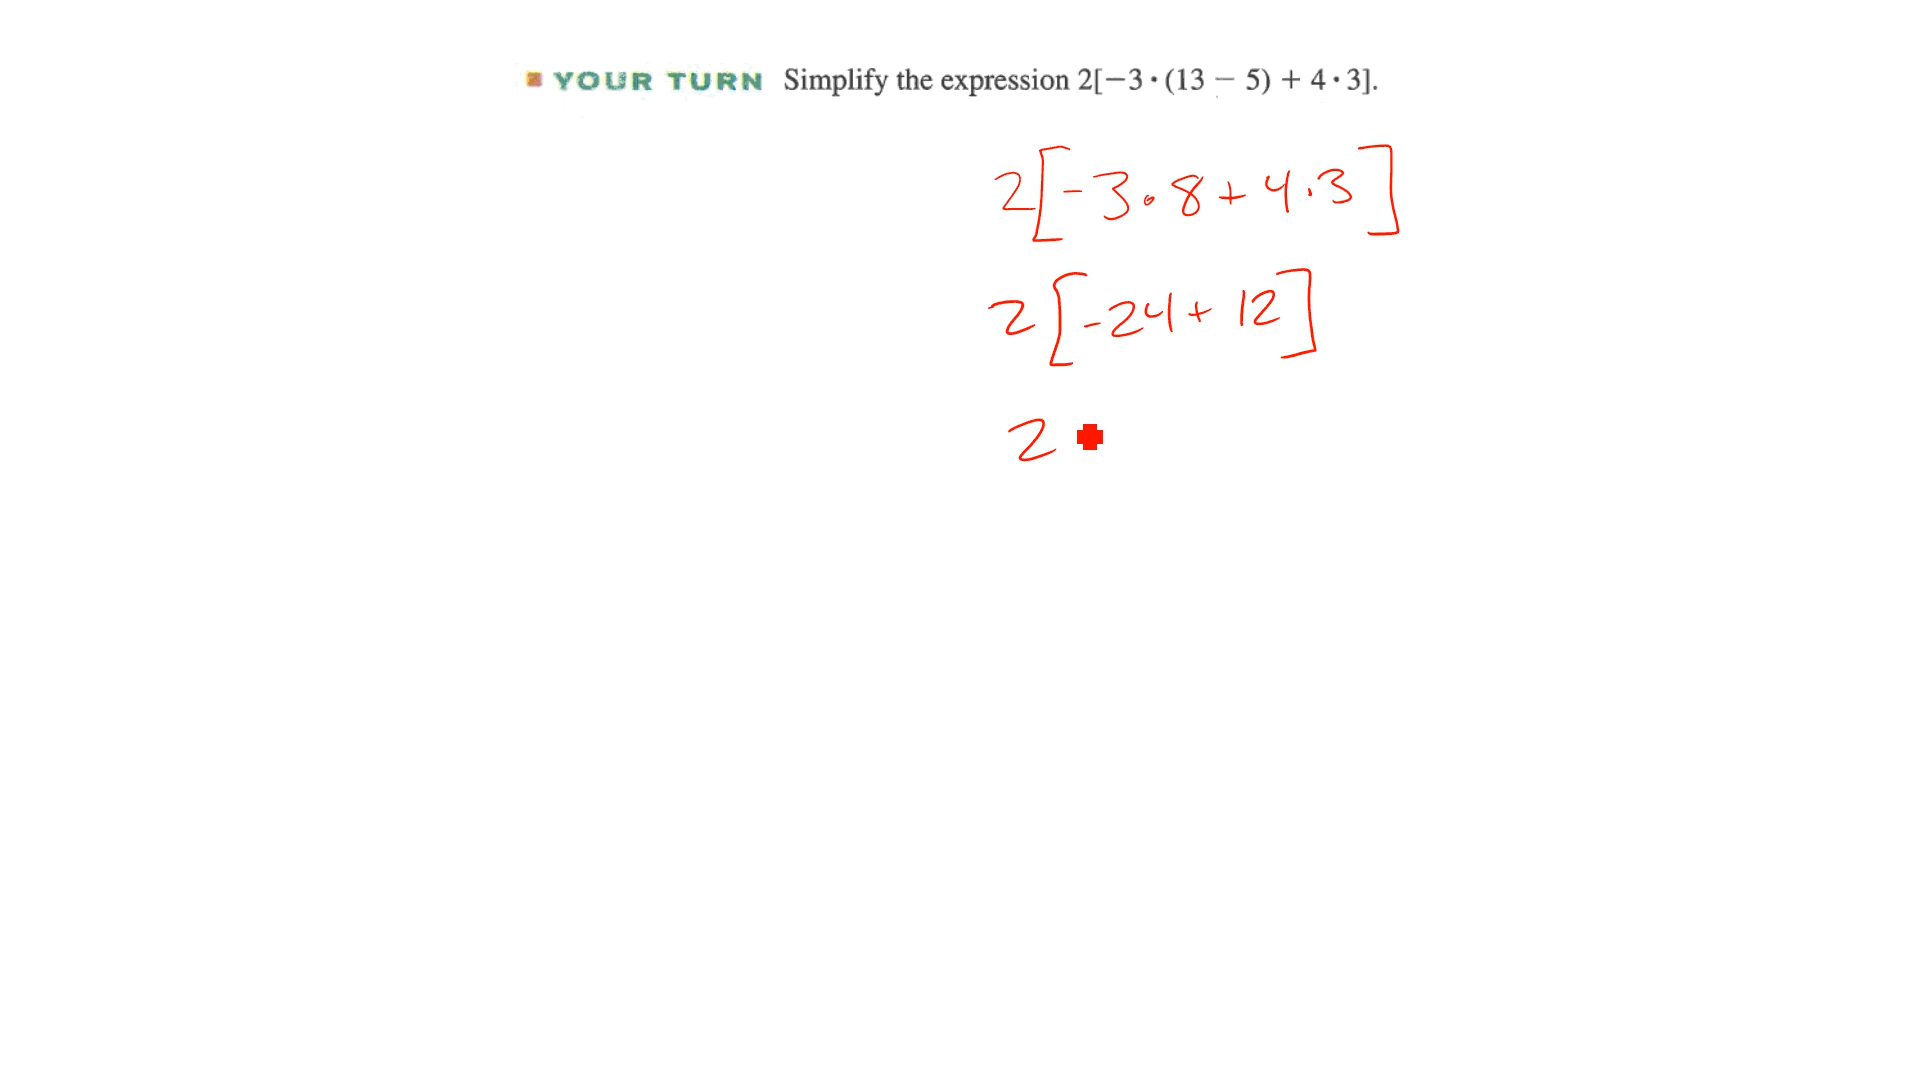 YOUR TURN Simplify the expression 2[−3 · (13 − 5) + 4 · 3].
2[-3 · 8 + 4 · 3]
2[-24 + 12]
2